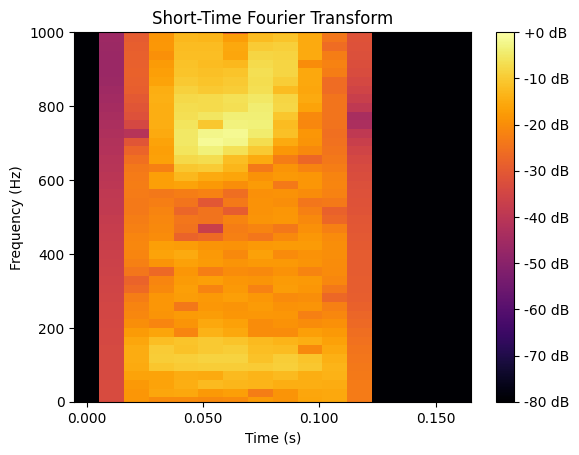 Short-Time Fourier Transform
1000
800
600
400
200
0
Frequency (Hz)
0.000
0.050
0.100
0.150
Time (s)
+0 dB
-10 dB
-20 dB
-30 dB
-40 dB
-50 dB
-60 dB
-70 dB
-80 dB